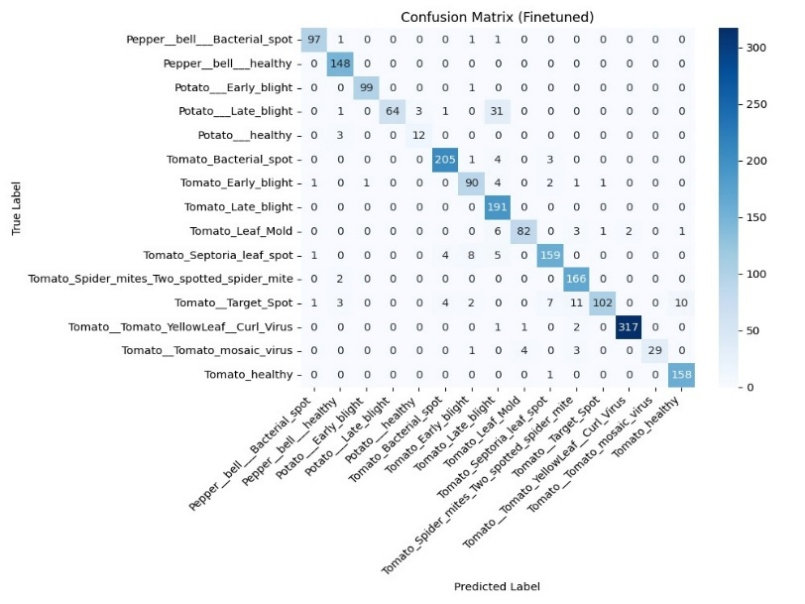 Confusion Matrix (Finetuned)
True Label
Pepper__bell___Bacterial_spot 97 1 0 0 0 0 1 1 0 0 0 0 0 0 0
Pepper__bell___healthy 0 148 0 0 0 0 0 0 0 0 0 0 0 0 0
Potato___Early_blight 0 0 99 0 0 0 1 0 0 0 0 0 0 0 0
Potato___Late_blight 0 1 0 64 3 1 0 31 0 0 0 0 0 0 0
Potato___healthy 0 3 0 0 12 0 0 0 0 0 0 0 0 0 0
Tomato_Bacterial_spot 0 0 0 0 0 205 1 4 0 3 0 0 0 0 0
Tomato_Early_blight 1 0 1 0 0 0 90 4 0 2 1 1 0 0 0
Tomato_Late_blight 0 0 0 0 0 0 0 191 0 0 0 0 0 0 0
Tomato_Leaf_Mold 0 0 0 0 0 0 0 6 82 0 3 1 2 0 1
Tomato_Septoria_leaf_spot 1 0 0 0 0 4 8 5 0 159 0 0 0 0 0
Tomato_Spider_mites_Two_spotted_spider_mite 0 2 0 0 0 0 0 0 0 0 166 0 0 0 0
Tomato__Target_Spot 1 3 0 0 0 4 2 0 0 7 11 102 0 0 10
Tomato__Tomato_YellowLeaf__Curl_Virus 0 0 0 0 0 0 0 1 1 0 2 0 317 0 0
Tomato__Tomato_mosaic_virus 0 0 0 0 0 0 1 0 4 0 3 0 0 29 0
Tomato_healthy 0 0 0 0 0 0 0 0 0 1 0 0 0 0 158
300
250
200
150
100
50
0
Pepper__bell___Bacterial_spot
Pepper__bell___healthy
Potato___Early_blight
Potato___Late_blight
Potato___healthy
Tomato_Bacterial_spot
Tomato_Early_blight
Tomato_Late_blight
Tomato_Leaf_Mold
Tomato_Septoria_leaf_spot
Tomato_Spider_mites_Two_spotted_spider_mite
Tomato__Target_Spot
Tomato__Tomato_YellowLeaf__Curl_Virus
Tomato__Tomato_mosaic_virus
Tomato_healthy
Predicted Label